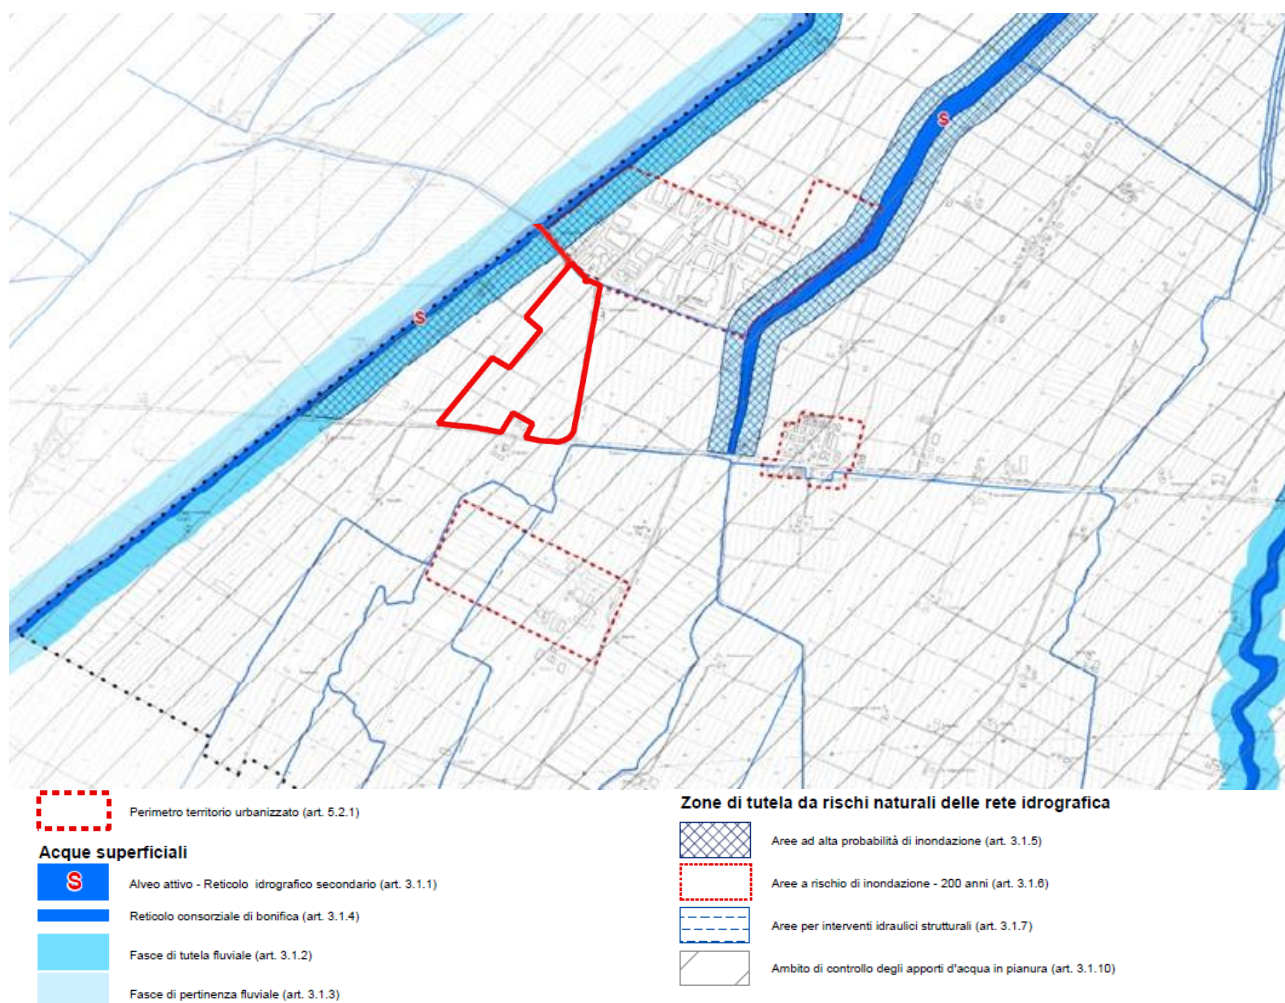 S
S
Perimetro territorio urbanizzato (art. 5.2.1)
Acque superficiali
S
Alveo attivo - Reticolo idrografico secondario (art. 3.1.1)
Reticolo consorziale di bonifica (art. 3.1.4)
Fasce di tutela fluviale (art. 3.1.2)
Fasce di pertinenza fluviale (art. 3.1.3)
Zone di tutela da rischi naturali delle rete idrografica
Aree ad alta probabilità di inondazione (art. 3.1.5)
Aree a rischio di inondazione - 200 anni (art. 3.1.6)
Aree per interventi idraulici strutturali (art. 3.1.7)
Ambito di controllo degli apporti d'acqua in pianura (art. 3.1.10)